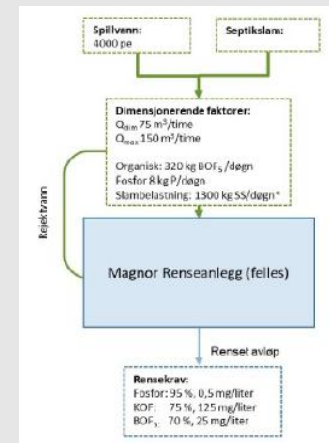 Spillvann:
4000 pe
Septikslam:
Dimensjonerende faktorer:
Qdim 75 m³/time
Qmax 150 m³/time
Organisk: 320 kg BOF5/døgn
Fosfor 8 kg P/døgn
Slambelastning: 1300 kg SS/døgn*
Rejektvann
Magnor Renseanlegg (felles)
Renset avløp
Rensekrav:
Fosfor: 95 %, 0,5 mg/liter
KOF: 75 %, 125 mg/liter
BOF5 70 %, 25 mg/liter